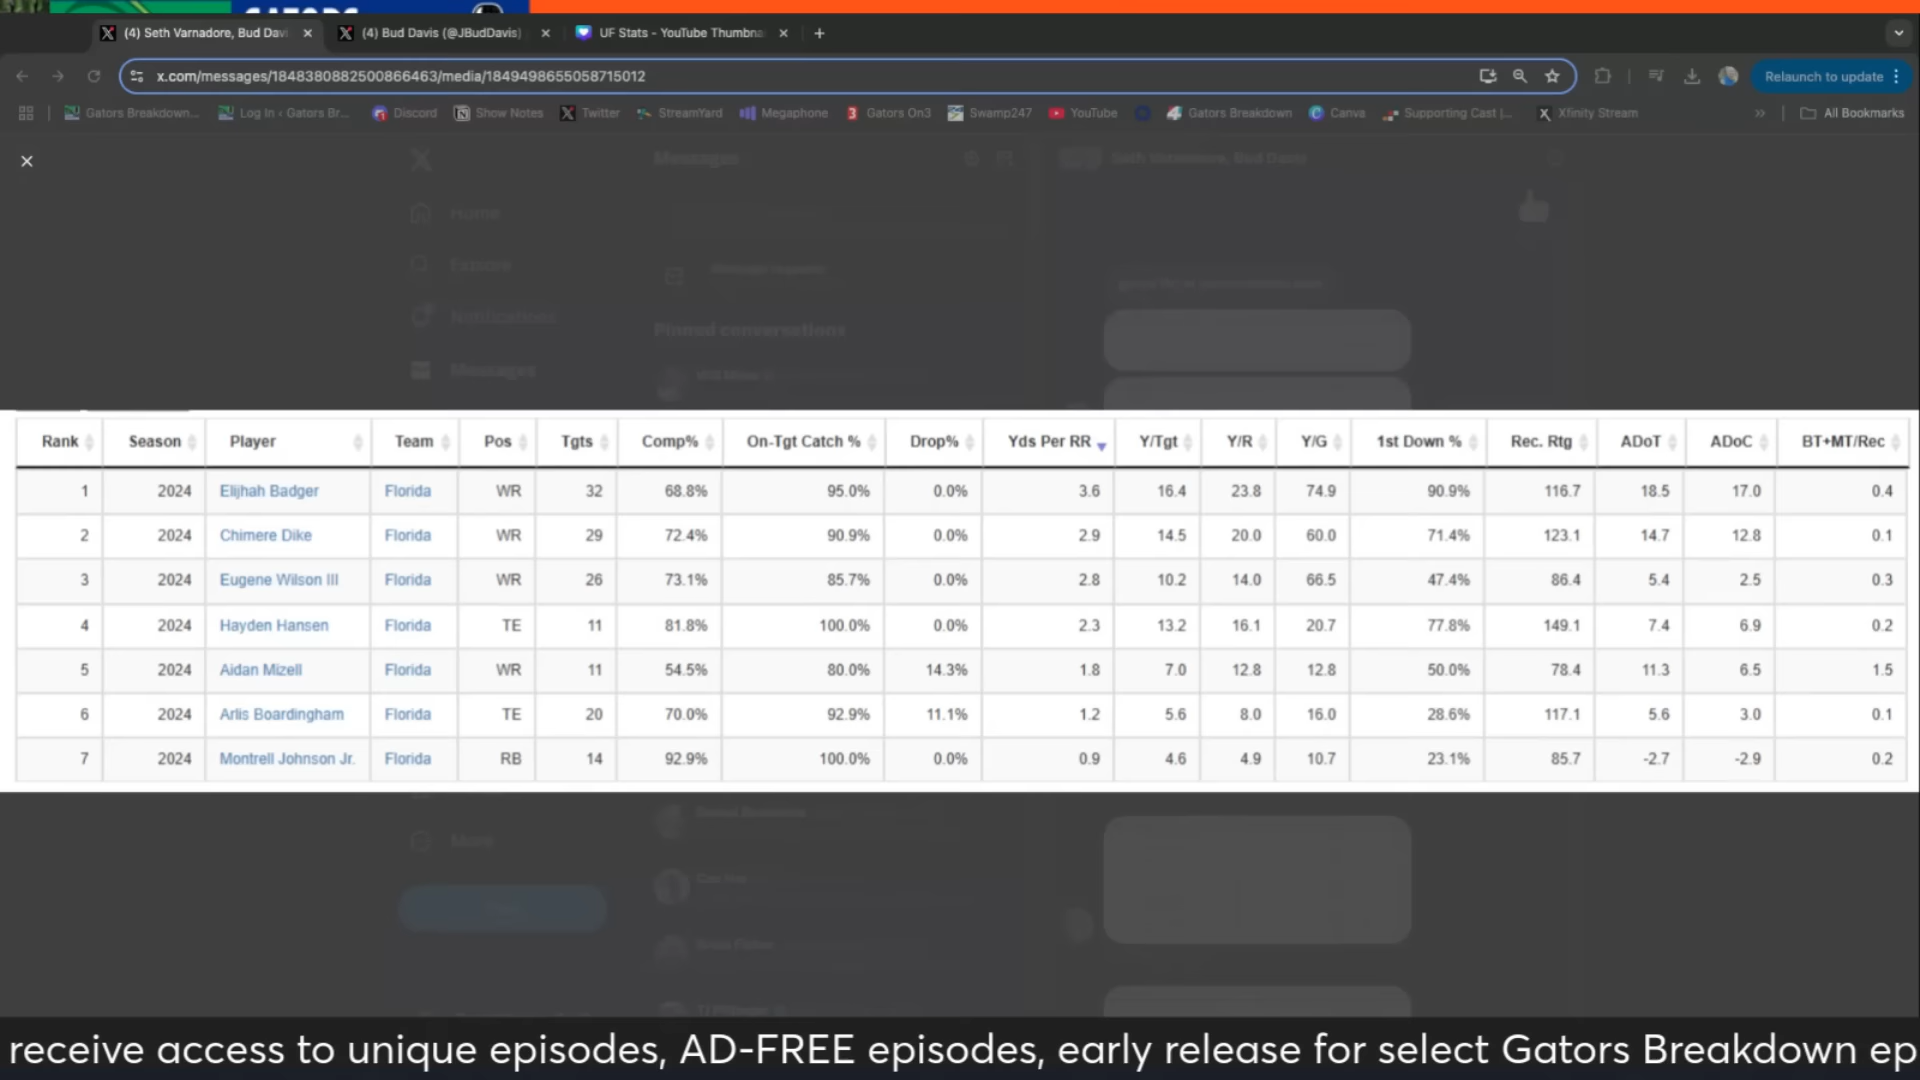 GATORS
(4) Seth Varnadore, Bud Davi
(4) Bud Davis (@JBudDavis)
UF Stats - YouTube Thumbna
x.com/messages/1848380882500866463/media/1849498655058715012
Relaunch to update
Gators Breakdown...
Log In ‹ Gators Br...
Discord
Show Notes
Twitter
StreamYard
Megaphone
Gators On3
Swamp247
YouTube
Gators Breakdown
Canva
Supporting Cast |...
Xfinity Stream
All Bookmarks
Messages
Seth Varnadore, Bud Davis
Home
Explore
Notifications
Pinned conversations
Messages
Rank Season Player Team Pos Tgts Comp% On-Tgt Catch % Drop% Yds Per RR Y/Tgt Y/R Y/G 1st Down % Rec. Rtg ADoT ADoC BT+MT/Rec
1 2024 Elijhah Badger Florida WR 32 68.8% 95.0% 0.0% 3.6 16.4 23.8 74.9 90.9% 116.7 18.5 17.0 0.4
2 2024 Chimere Dike Florida WR 29 72.4% 90.9% 0.0% 2.9 14.5 20.0 60.0 71.4% 123.1 14.7 12.8 0.1
3 2024 Eugene Wilson III Florida WR 26 73.1% 85.7% 0.0% 2.8 10.2 14.0 66.5 47.4% 86.4 5.4 2.5 0.3
4 2024 Hayden Hansen Florida TE 11 81.8% 100.0% 0.0% 2.3 13.2 16.1 20.7 77.8% 149.1 7.4 6.9 0.2
5 2024 Aidan Mizell Florida WR 11 54.5% 80.0% 14.3% 1.8 7.0 12.8 12.8 50.0% 78.4 11.3 6.5 1.5
6 2024 Arlis Boardingham Florida TE 20 70.0% 92.9% 11.1% 1.2 5.6 8.0 16.0 28.6% 117.1 5.6 3.0 0.1
7 2024 Montrell Johnson Jr. Florida RB 14 92.9% 100.0% 0.0% 0.9 4.6 4.9 10.7 23.1% 85.7 -2.7 -2.9 0.2
More
receive access to unique episodes, AD-FREE episodes, early release for select Gators Breakdown ep